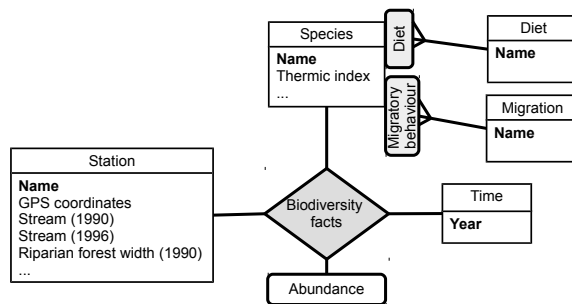 Species
Name
Thermic index
...
Diet
Diet
Name
Migratory
behaviour
Migration
Name
Station
Name
GPS coordinates
Stream (1990)
Stream (1996)
Riparian forest width (1990)
...
Biodiversity
facts
Time
Year
Abundance